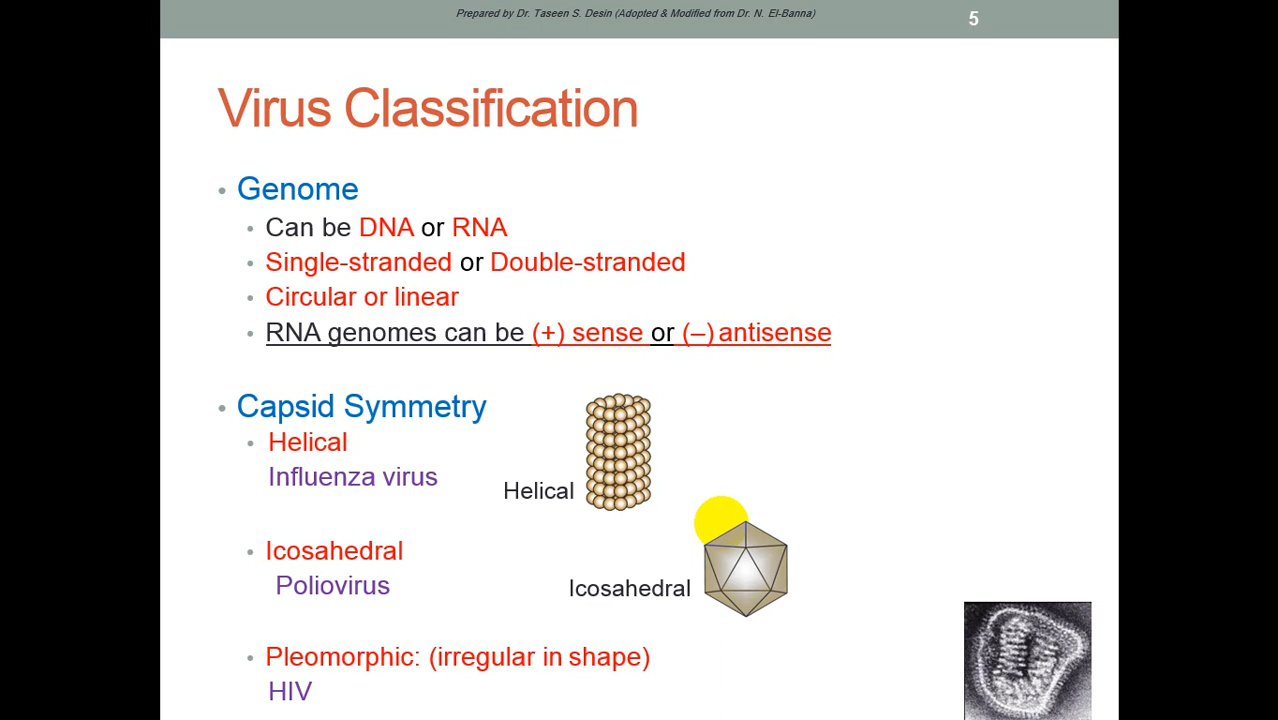 Prepared by Dr. Taseen S. Desin (Adopted & Modified from Dr. N. El-Banna)
5
Virus Classification
• Genome
• Can be DNA or RNA
• Single-stranded or Double-stranded
• Circular or linear
• RNA genomes can be (+) sense or (–) antisense
• Capsid Symmetry
• Helical
Influenza virus
Helical
• Icosahedral
Poliovirus
Icosahedral
• Pleomorphic: (irregular in shape)
HIV